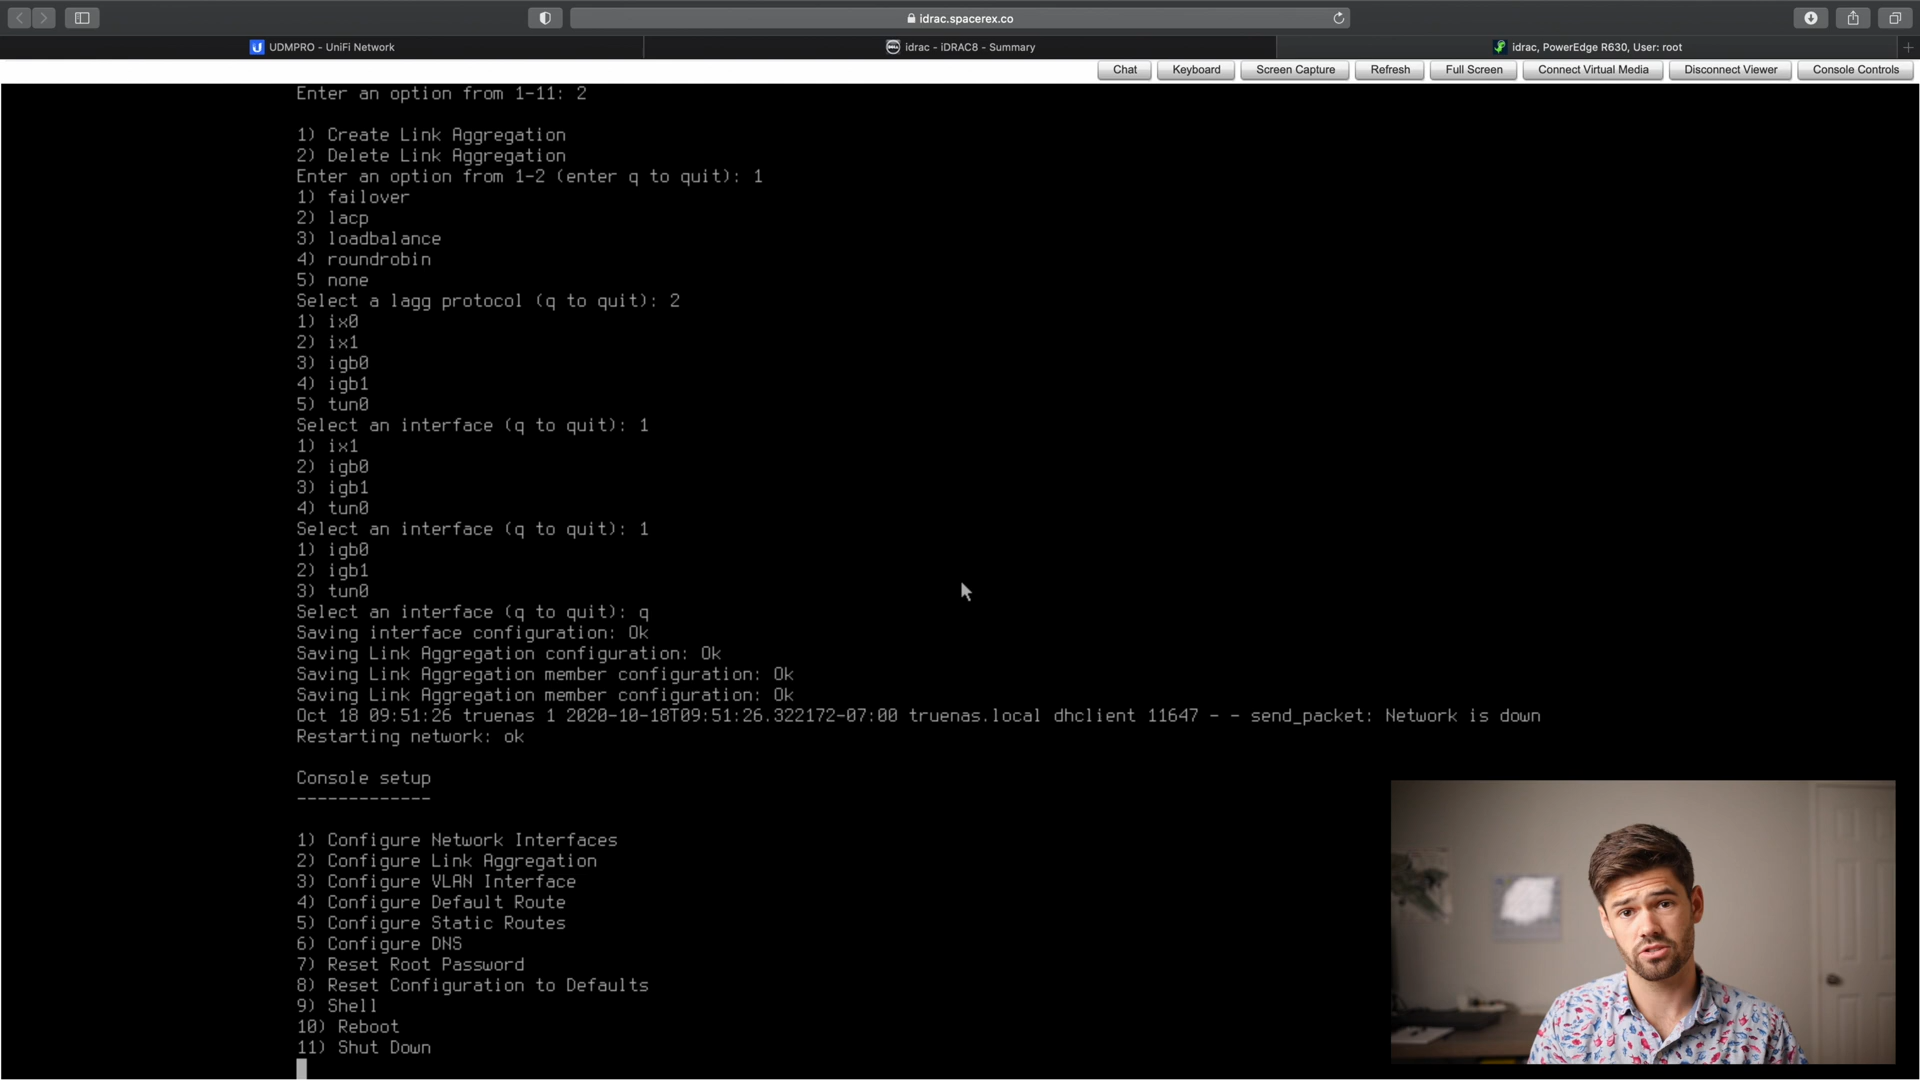 idrac.spacerex.co
UDMPRO - UniFi Network
idrac - iDRAC8 - Summary
idrac, PowerEdge R630, User: root
Chat
Keyboard
Screen Capture
Refresh
Full Screen
Connect Virtual Media
Disconnect Viewer
Console Controls
Enter an option from 1-11: 2
1) Create Link Aggregation
2) Delete Link Aggregation
Enter an option from 1-2 (enter q to quit): 1
1) failover
2) lacp
3) loadbalance
4) roundrobin
5) none
Select a lagg protocol (q to quit): 2
1) ix0
2) ix1
3) igb0
4) igb1
5) tun0
Select an interface (q to quit): 1
1) ix1
2) igb0
3) igb1
4) tun0
Select an interface (q to quit): 1
1) igb0
2) igb1
3) tun0
Select an interface (q to quit): q
Saving interface configuration: Ok
Saving Link Aggregation configuration: Ok
Saving Link Aggregation member configuration: Ok
Saving Link Aggregation member configuration: Ok
Oct 18 09:51:26 truenas 1 2020-10-18T09:51:26.322172-07:00 truenas.local dhclient 11647 - - send_packet: Network is down
Restarting network: ok
Console setup
-------------
1) Configure Network Interfaces
2) Configure Link Aggregation
3) Configure VLAN Interface
4) Configure Default Route
5) Configure Static Routes
6) Configure DNS
7) Reset Root Password
8) Reset Configuration to Defaults
9) Shell
10) Reboot
11) Shut Down